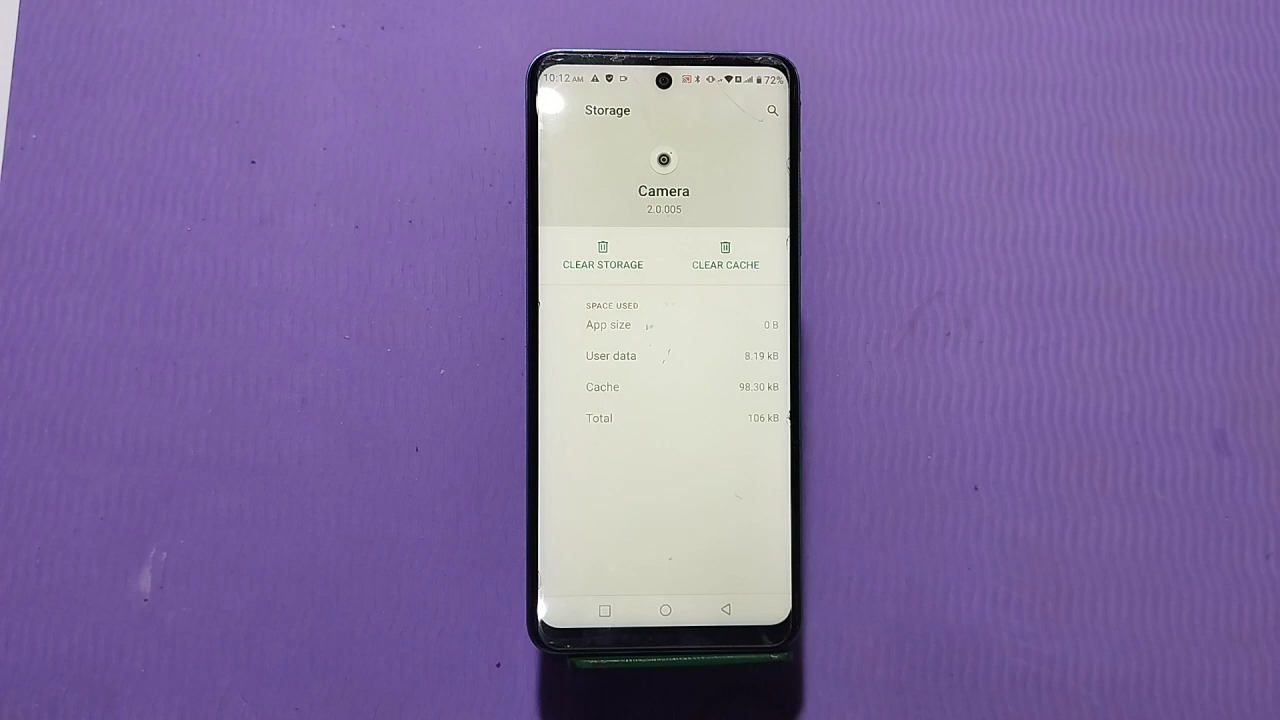 10:12 AM 72%
Storage
Camera
2.0.005
CLEAR STORAGE CLEAR CACHE
SPACE USED
App size 0 B
User data 8.19 kB
Cache 98.30 kB
Total 106 kB